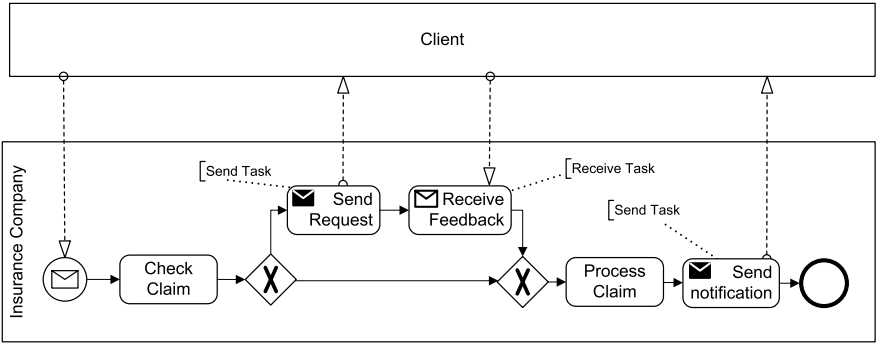 Client
Insurance Company
Send Task
Send
Request
Receive
Feedback
Receive Task
Send Task
Check
Claim
Process
Claim
Send
notification